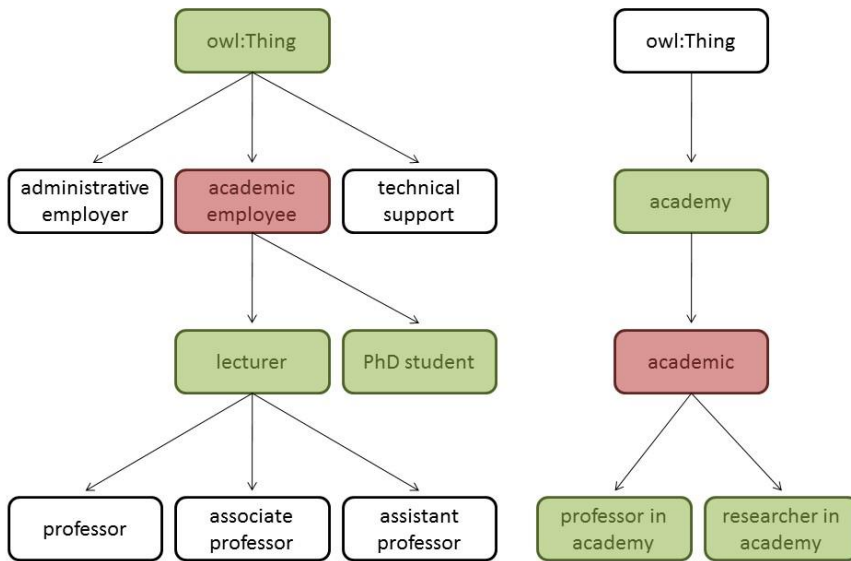 owl:Thing
owl:Thing
administrative
employer
academic
employee
technical
support
academy
lecturer
PhD student
academic
professor
associate
professor
assistant
professor
professor in
academy
researcher in
academy